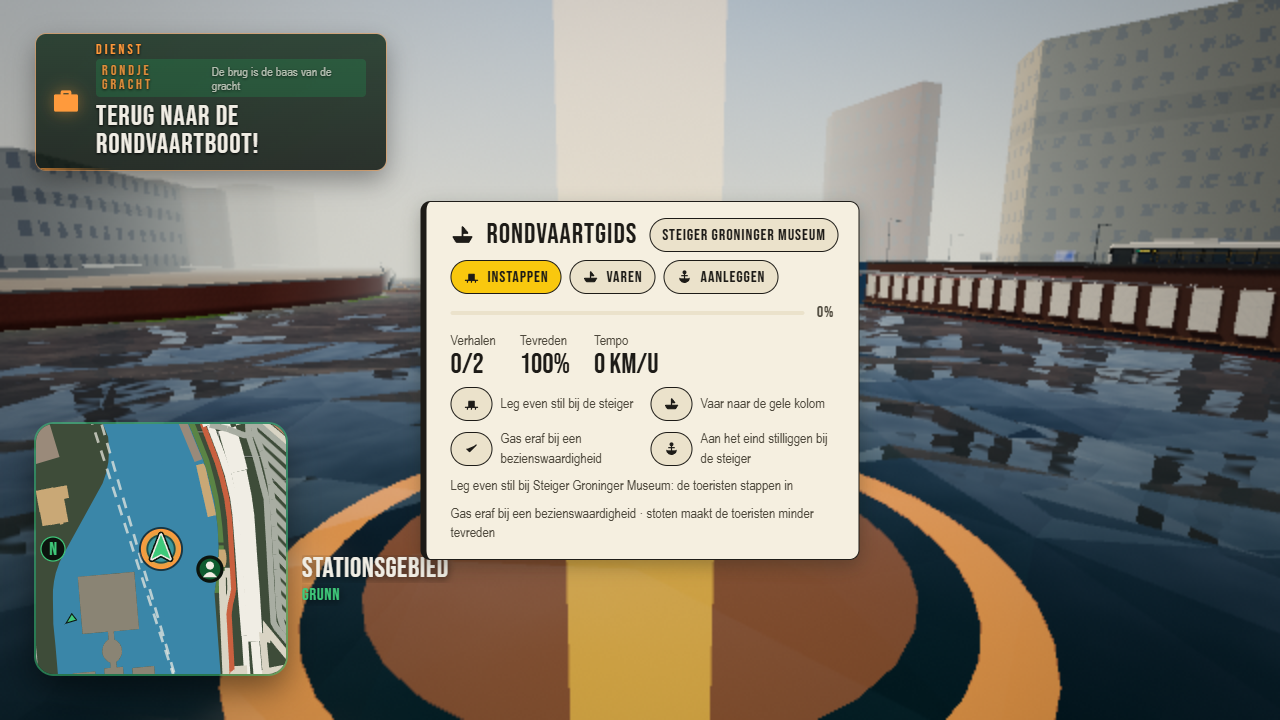 DIENST
RONDJE GRACHT
De brug is de baas van de gracht
TERUG NAAR DE
RONDVAARTBOOT!
RONDVAARTGIDS
STEIGER GRONINGER MUSEUM
INSTAPPEN
VAREN
AANLEGGEN
0%
Verhalen
Tevreden
Tempo
0/2
100%
0 KM/U
Leg even stil bij de steiger
Vaar naar de gele kolom
Gas eraf bij een
bezienswaardigheid
Aan het eind stilliggen bij
de steiger
Leg even stil bij Steiger Groninger Museum: de toeristen stappen in
Gas eraf bij een bezienswaardigheid · stoten maakt de toeristen minder
tevreden
N
STATIONSGEBIED
GRUNN